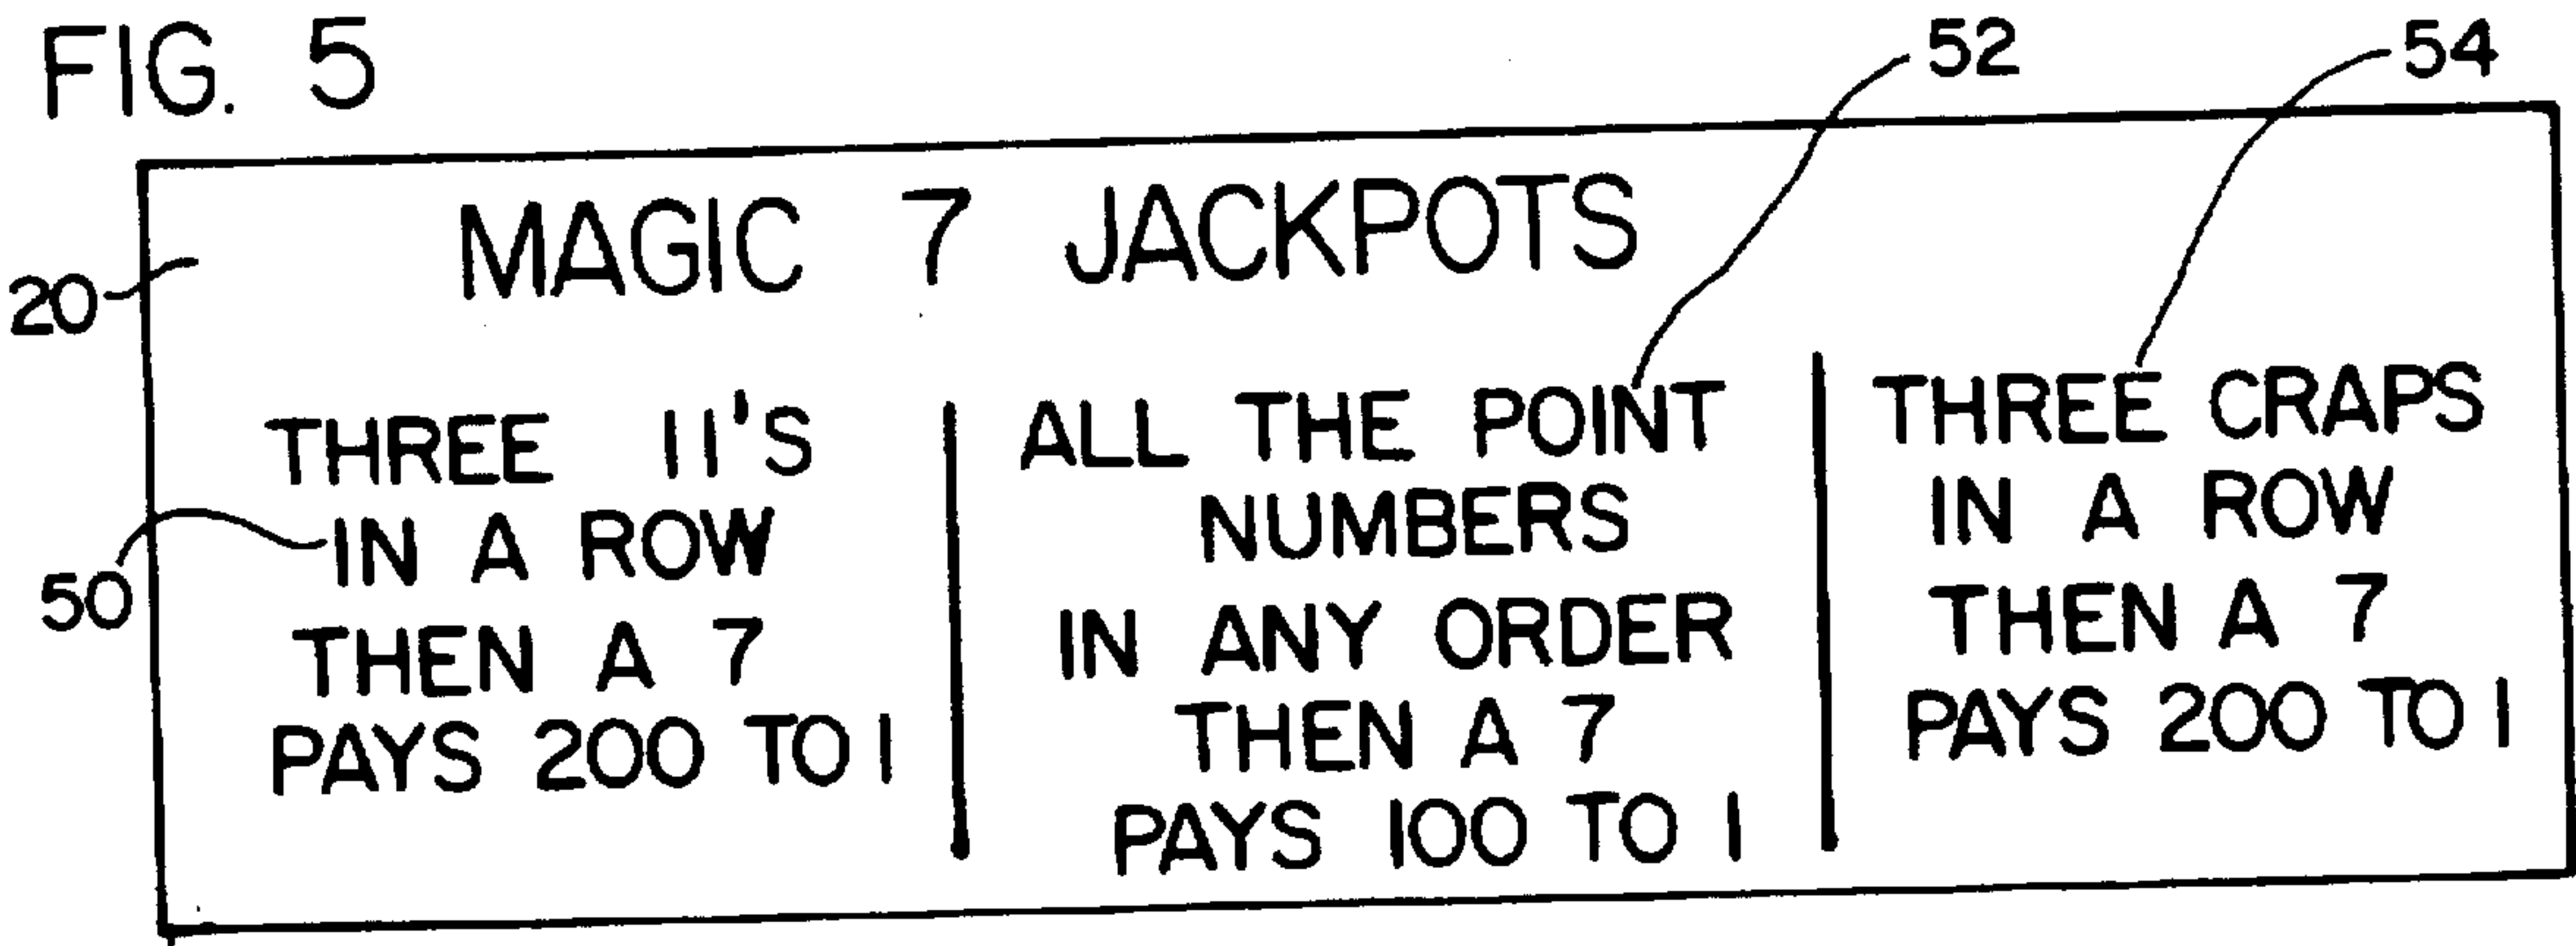 FIG. 5
52
54
20
MAGIC 7 JACKPOTS
50
THREE 11'S
IN A ROW
THEN A 7
PAYS 200 TO 1
ALL THE POINT
NUMBERS
IN ANY ORDER
THEN A 7
PAYS 100 TO 1
THREE CRAPS
IN A ROW
THEN A 7
PAYS 200 TO 1